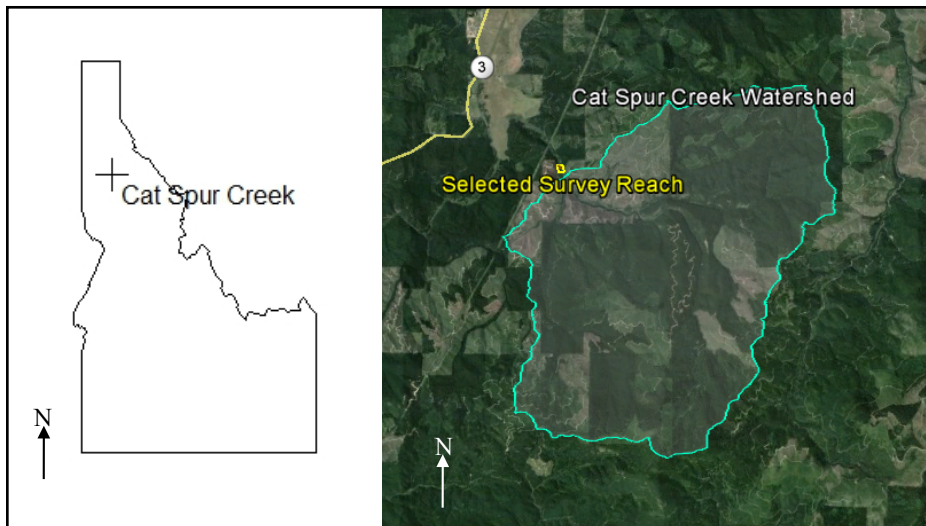 Cat Spur Creek
N
3
Cat Spur Creek Watershed
Selected Survey Reach
N